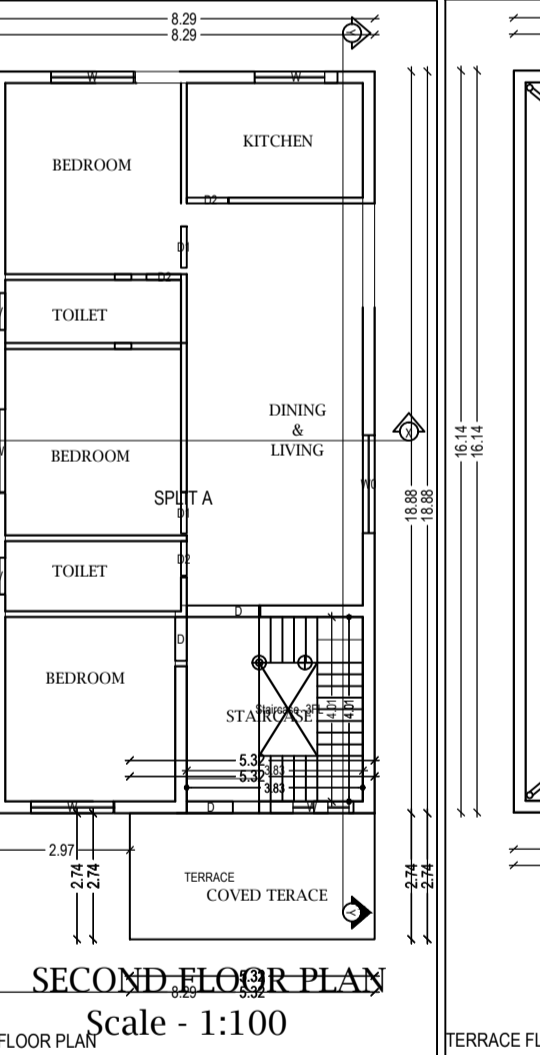 8.29
8.29
Y
W
W
KITCHEN
BEDROOM
D2
D1
D2
TOILET
DINING
&
LIVING
X
16.14
16.14
BEDROOM
W
SPLIT A
18.88
18.88
D1
D2
TOILET
D
D
BEDROOM
Staircase
STAIRCASE
4.01
4.01
5.32
3.83
5.32
3.83
W
D
W
2.97
2.74
2.74
2.74
2.74
TERRACE
COVED TERACE
Y
SECOND FLOOR PLAN
5.32
8.29
5.32
Scale - 1:100
FLOOR PLAN
TERRACE FL